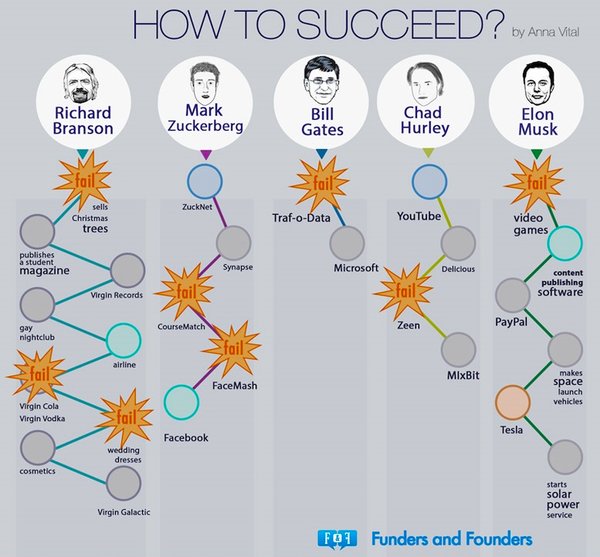 HOW TO SUCCEED? by Anna Vital
Richard
Branson
Mark
Zuckerberg
Bill
Gates
Chad
Hurley
Elon
Musk
fail
sells
Christmas
trees
publishes
a student
magazine
Virgin Records
gay
nightclub
airline
fail
Virgin Cola
Virgin Vodka
fail
wedding
dresses
cosmetics
Virgin Galactic
ZuckNet
Synapse
fail
CourseMatch
fail
FaceMash
Facebook
fail
Traf-o-Data
Microsoft
YouTube
Delicious
fail
Zeen
MIxBit
fail
video
games
content
publishing
software
PayPal
makes
space
launch
vehicles
Tesla
starts
solar
power
service
F&F Funders and Founders